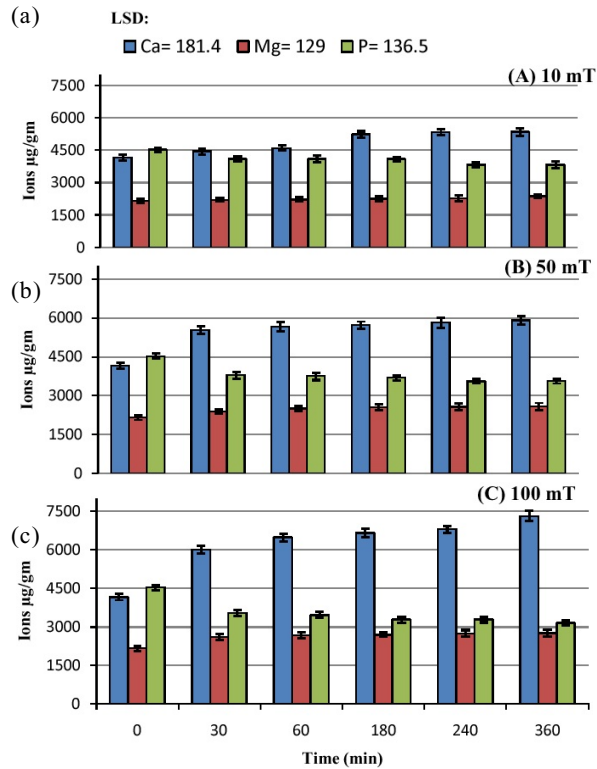 (a)
LSD:
Ca= 181.4 Mg= 129 P= 136.5
(A) 10 mT
7500
6000
4500
3000
1500
0
Ions µg/gm
(B) 50 mT
(b)
7500
6000
4500
3000
1500
0
Ions µg/gm
(C) 100 mT
(c)
7500
6000
4500
3000
1500
0
Ions µg/gm
0 30 60 180 240 360
Time (min)